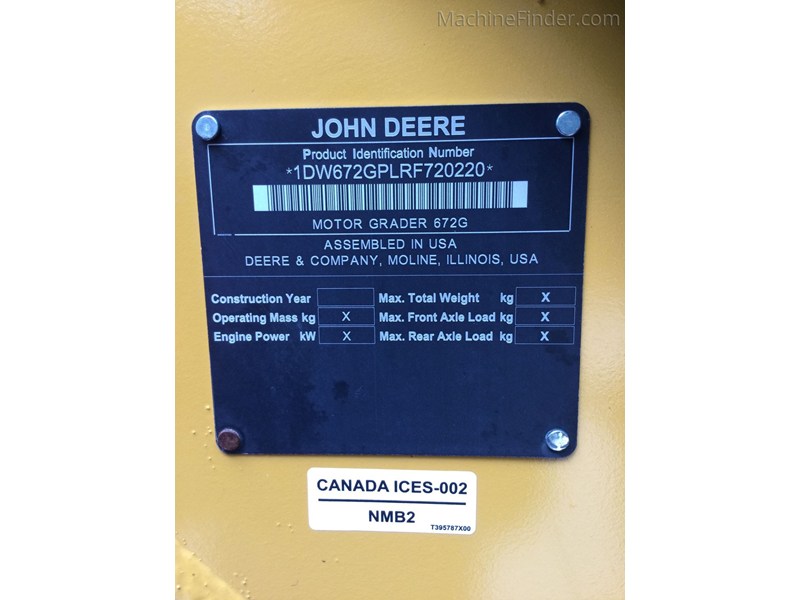 MachineFinder.com
JOHN DEERE
Product Identification Number
*1DW672GPLRF720220*
MOTOR GRADER 672G
ASSEMBLED IN USA
DEERE & COMPANY, MOLINE, ILLINOIS, USA
Construction Year Max. Total Weight kg X
Operating Mass kg X Max. Front Axle Load kg X
Engine Power kW X Max. Rear Axle Load kg X
CANADA ICES-002
NMB2
T395787X00